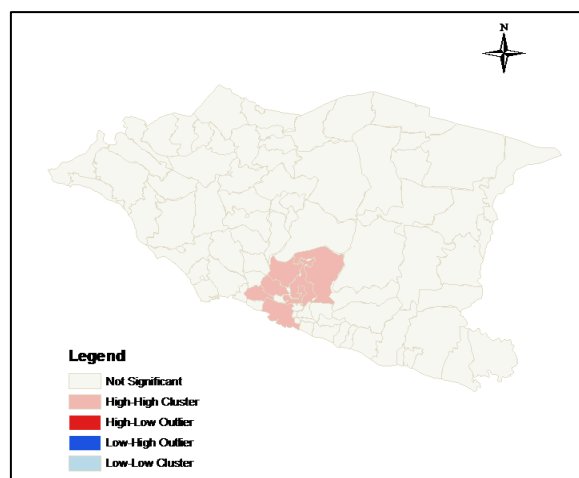 N
Legend
Not Significant
High-High Cluster
High-Low Outlier
Low-High Outlier
Low-Low Cluster